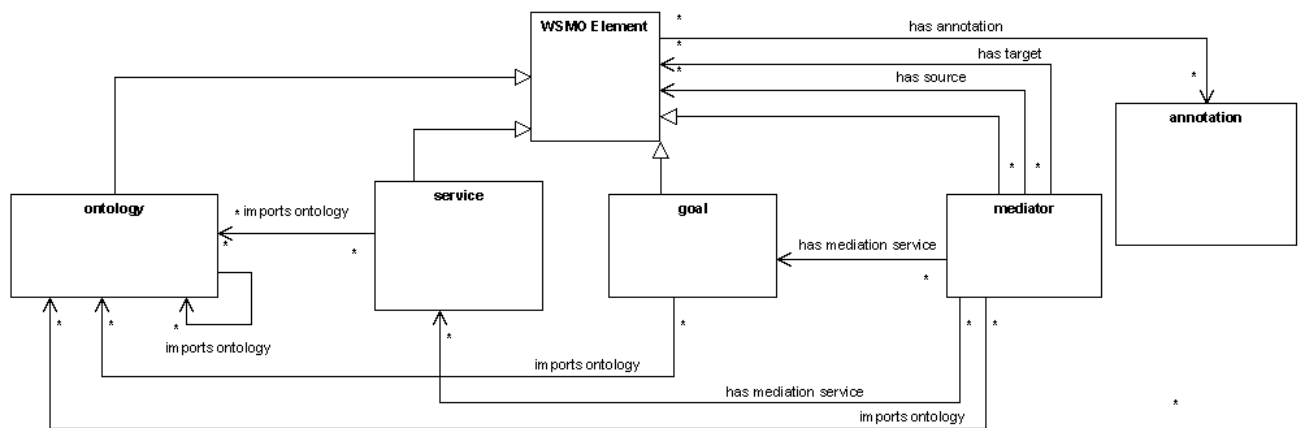 WSMO Element
*
has annotation
*
has target
*
has source
*
annotation
*
*
service
ontology
goal
mediator
* imports ontology
*
*
has mediation service
*
*
*
*
*
*
*
*
imports ontology
imports ontology
has mediation service
imports ontology
*